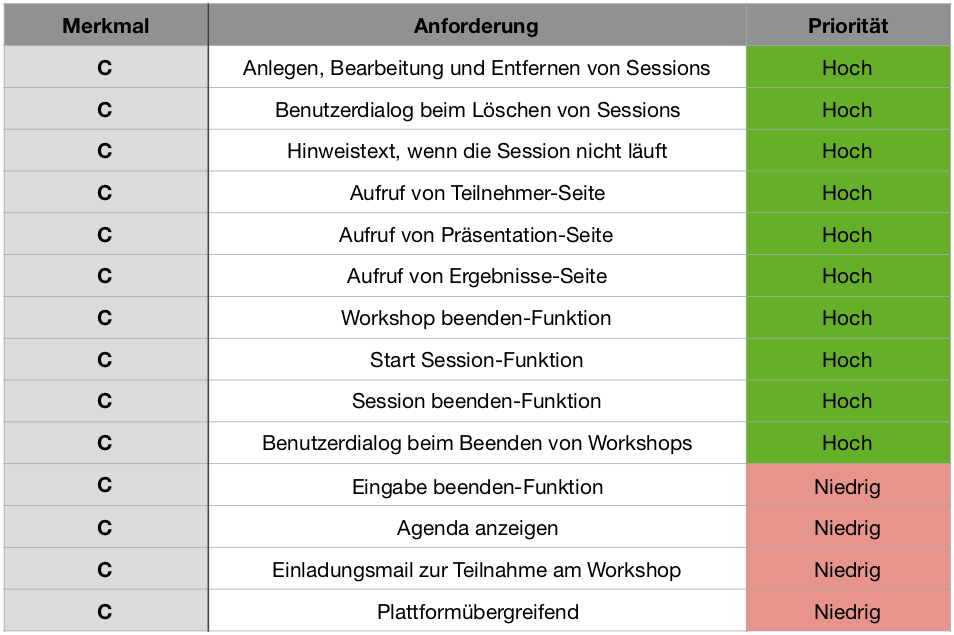 Merkmal Anforderung Priorität
C Anlegen, Bearbeitung und Entfernen von Sessions Hoch
C Benutzerdialog beim Löschen von Sessions Hoch
C Hinweistext, wenn die Session nicht läuft Hoch
C Aufruf von Teilnehmer-Seite Hoch
C Aufruf von Präsentation-Seite Hoch
C Aufruf von Ergebnisse-Seite Hoch
C Workshop beenden-Funktion Hoch
C Start Session-Funktion Hoch
C Session beenden-Funktion Hoch
C Benutzerdialog beim Beenden von Workshops Hoch
C Eingabe beenden-Funktion Niedrig
C Agenda anzeigen Niedrig
C Einladungsmail zur Teilnahme am Workshop Niedrig
C Plattformübergreifend Niedrig